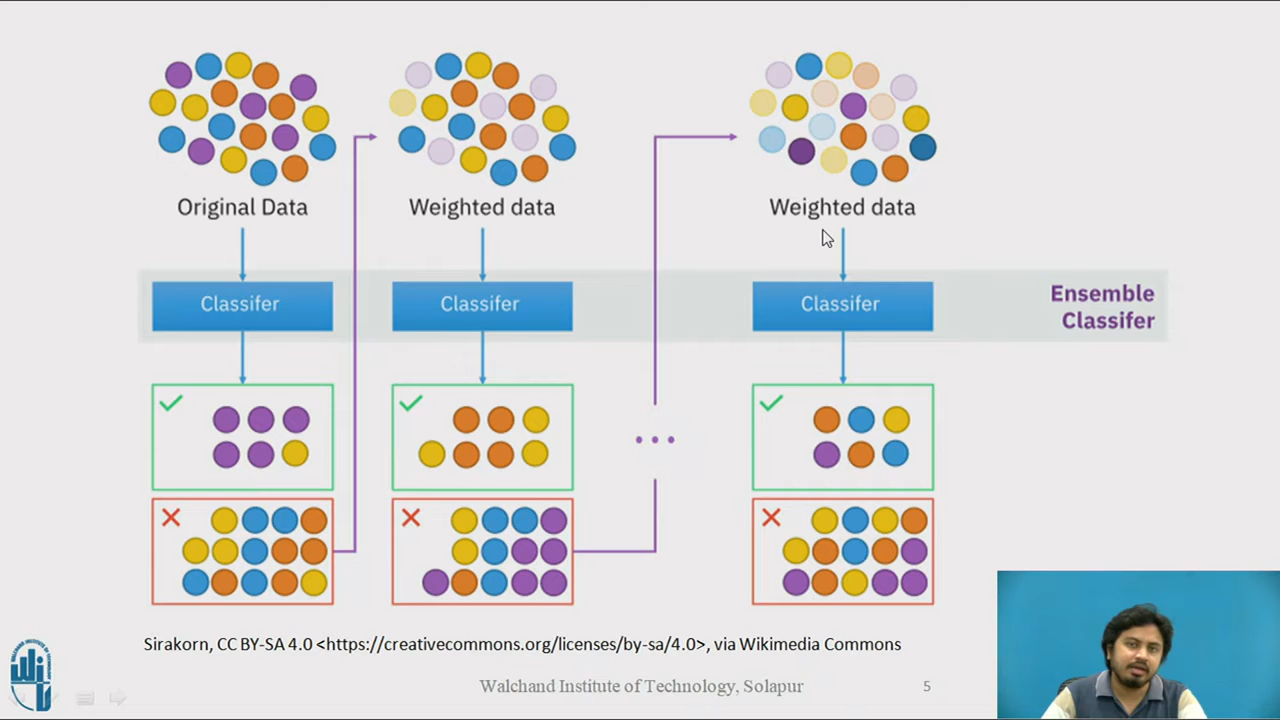 Original Data
Weighted data
Weighted data
Classifer
Classifer
Classifer
Ensemble
Classifer
Sirakorn, CC BY-SA 4.0 <https://creativecommons.org/licenses/by-sa/4.0>, via Wikimedia Commons
Walchand Institute of Technology, Solapur
5